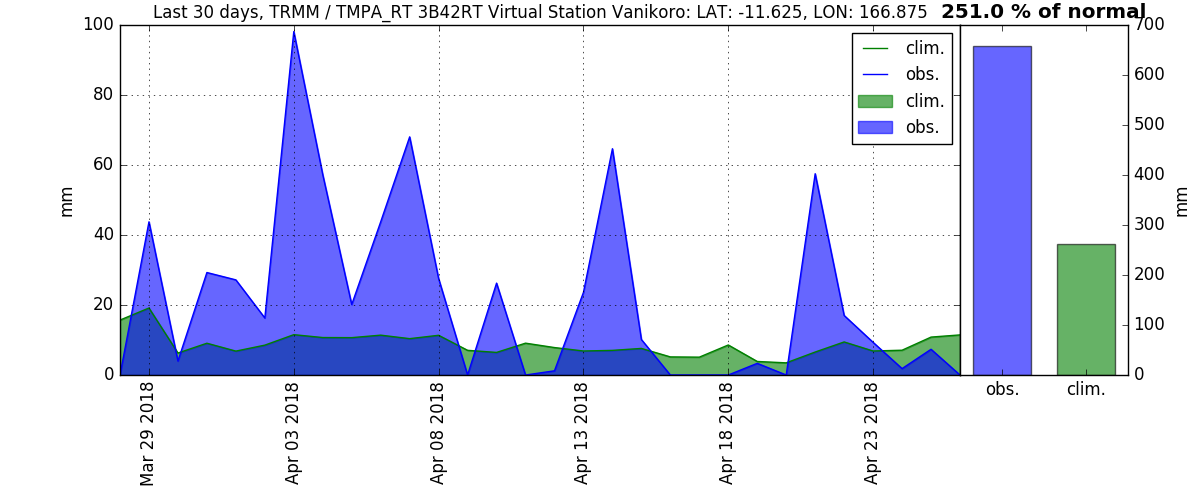 Last 30 days, TRMM / TMPA_RT 3B42RT Virtual Station Vanikoro: LAT: -11.625, LON: 166.875 251.0 % of normal
100
80
60
40
20
0
mm
clim.
obs.
clim.
obs.
Mar 29 2018
Apr 03 2018
Apr 08 2018
Apr 13 2018
Apr 18 2018
Apr 23 2018
700
600
500
400
300
200
100
0
mm
obs.
clim.